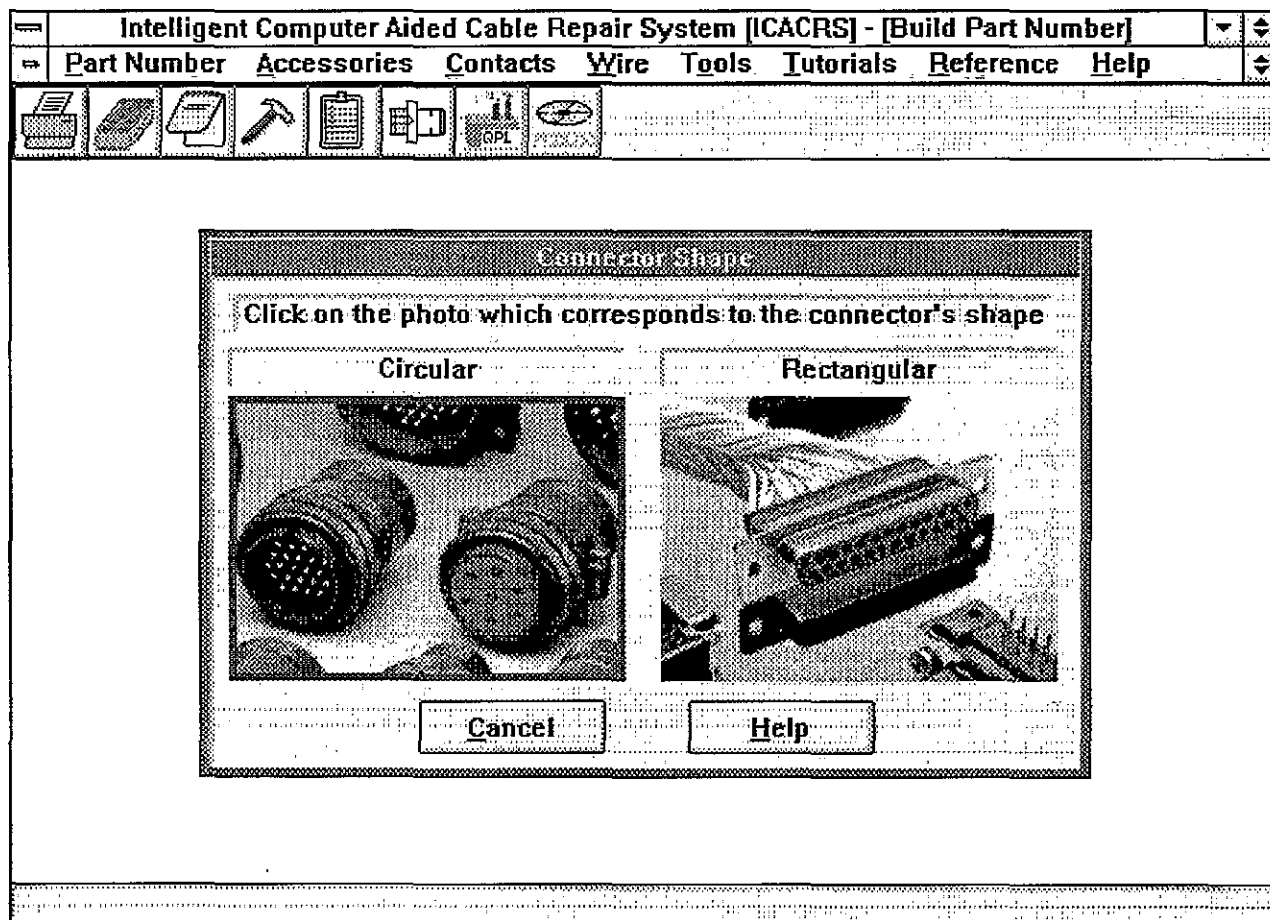 Intelligent Computer Aided Cable Repair System [ICACRS] - [Build Part Number]
Part Number Accessories Contacts Wire Tools Tutorials Reference Help
QPL
Connector Shape
Click on the photo which corresponds to the connector's shape
Circular Rectangular
Cancel Help